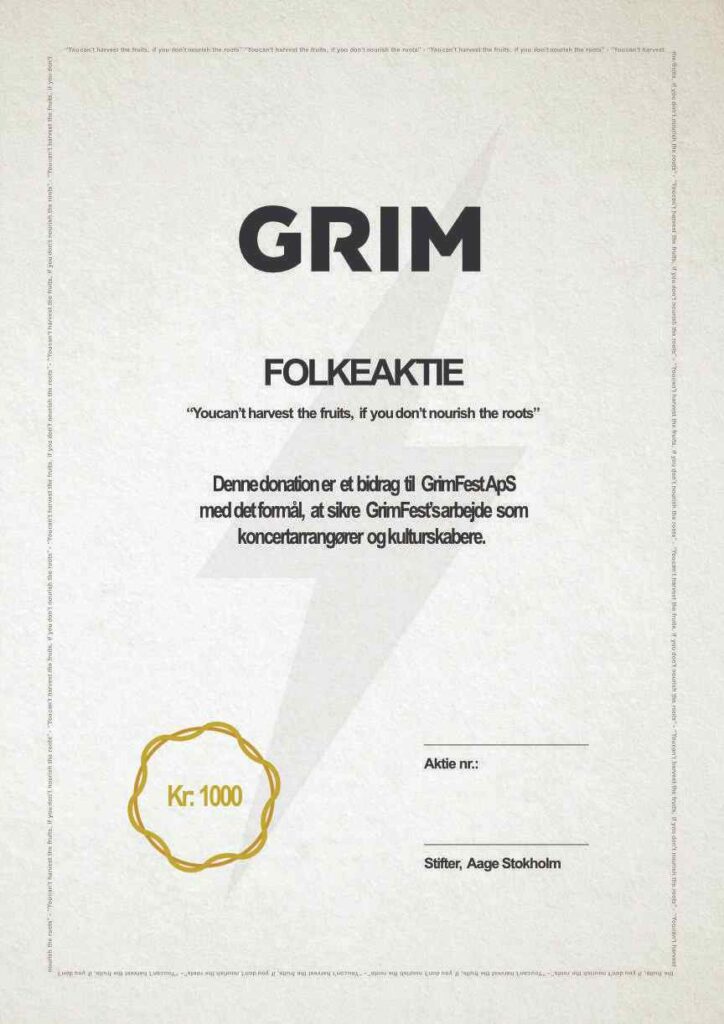 "You can't harvest the fruits, if you don't nourish the roots" - "You can't harvest the fruits, if you don't nourish the roots" - "You can't harvest the fruits, if you don't nourish the roots" - "You can't harvest
GRIM
FOLKEAKTIE
“You can’t harvest the fruits, if you don’t nourish the roots”
Denne donation er et bidrag til GrimFest ApS
med det formål, at sikre GrimFest’s arbejde som
koncertarrangører og kulturskabere.
Kr: 1000
Aktie nr.:
Stifter, Aage Stokholm